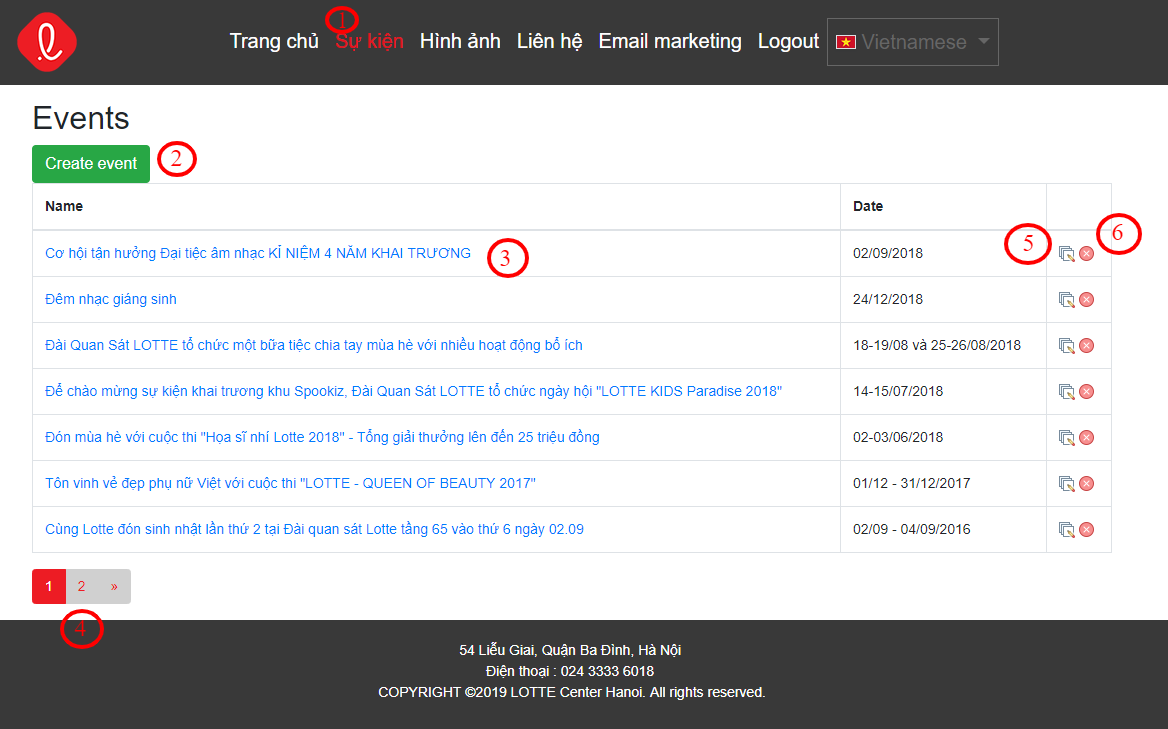 1
Trang chủ Sự kiện Hình ảnh Liên hệ Email marketing Logout Vietnamese
Events
Create event 2
Name Date
6
Cơ hội tận hưởng Đại tiệc âm nhạc KỈ NIỆM 4 NĂM KHAI TRƯƠNG 3 02/09/2018 5
Đêm nhạc giáng sinh 24/12/2018
Đài Quan Sát LOTTE tổ chức một bữa tiệc chia tay mùa hè với nhiều hoạt động bổ ích 18-19/08 và 25-26/08/2018
Để chào mừng sự kiện khai trương khu Spookiz, Đài Quan Sát LOTTE tổ chức ngày hội "LOTTE KIDS Paradise 2018" 14-15/07/2018
Đón mùa hè với cuộc thi "Họa sĩ nhí Lotte 2018" - Tổng giải thưởng lên đến 25 triệu đồng 02-03/06/2018
Tôn vinh vẻ đẹp phụ nữ Việt với cuộc thi "LOTTE - QUEEN OF BEAUTY 2017" 01/12 - 31/12/2017
Cùng Lotte đón sinh nhật lần thứ 2 tại Đài quan sát Lotte tầng 65 vào thứ 6 ngày 02.09 02/09 - 04/09/2016
1 2 »
4
54 Liễu Giai, Quận Ba Đình, Hà Nội
Điện thoại : 024 3333 6018
COPYRIGHT ©2019 LOTTE Center Hanoi. All rights reserved.